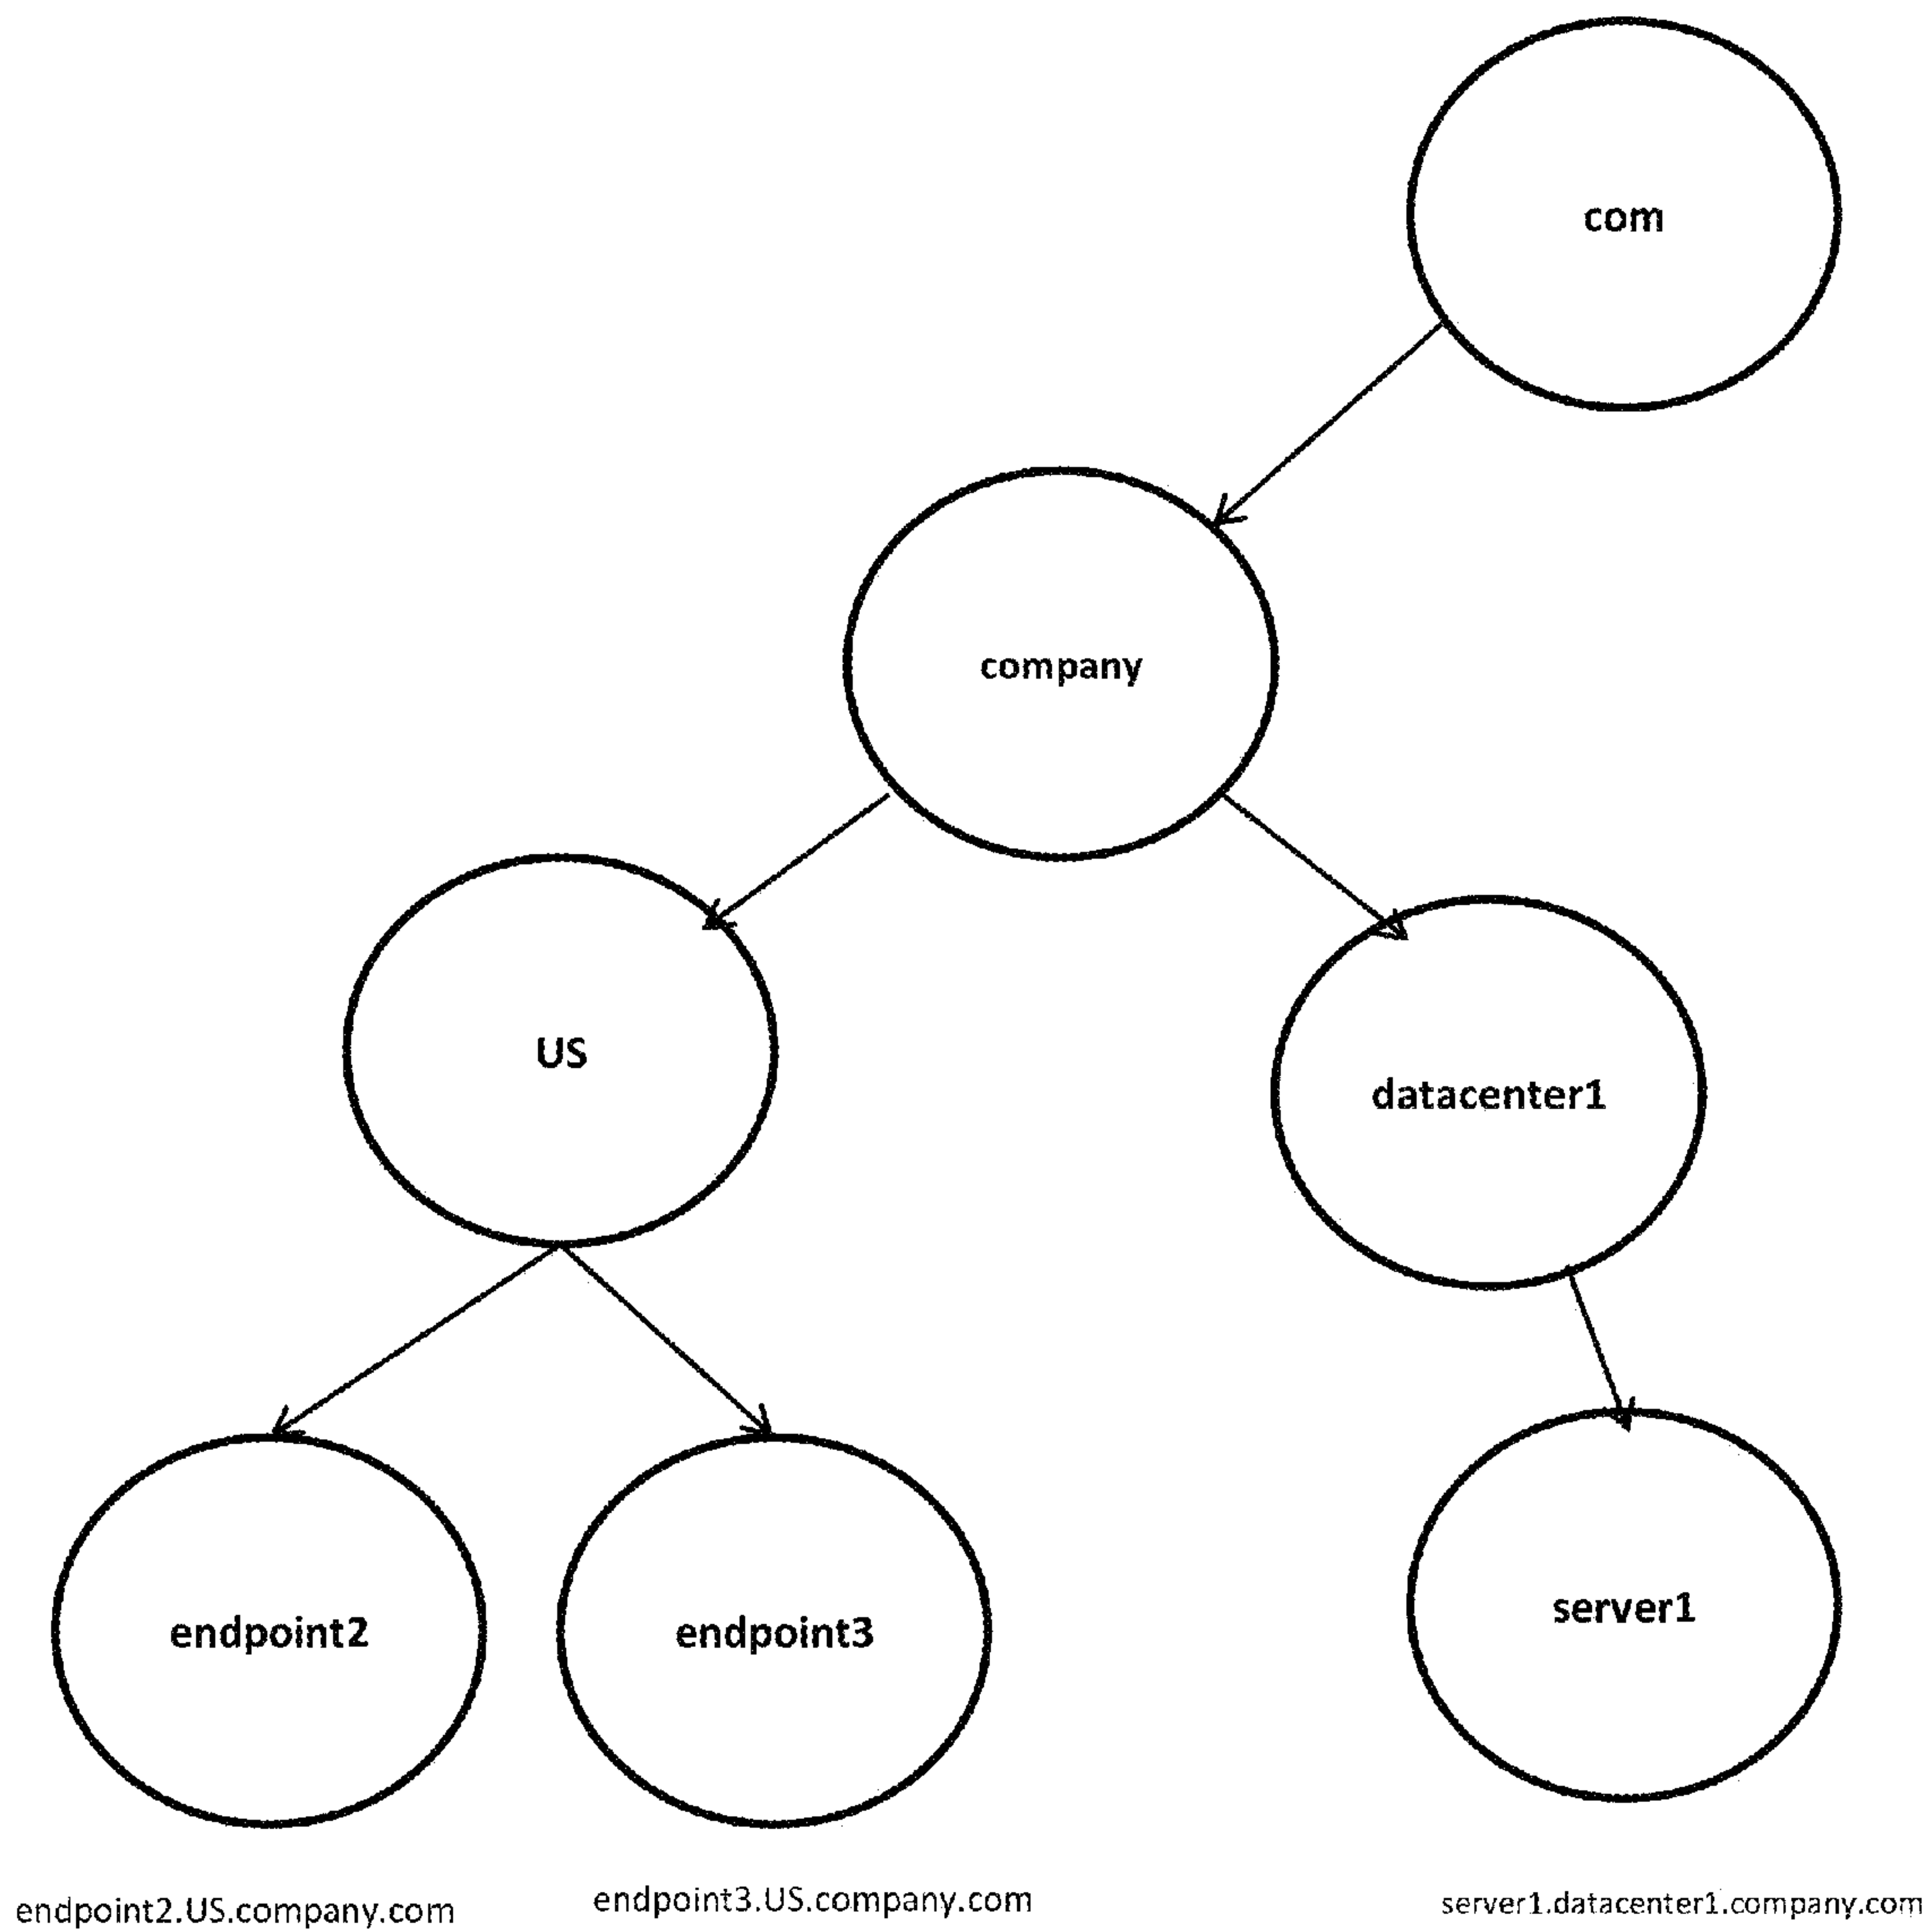 com
company
US
datacenter1
endpoint2
endpoint3
server1
endpoint2.US.company.com
endpoint3.US.company.com
server1.datacenter1.company.com